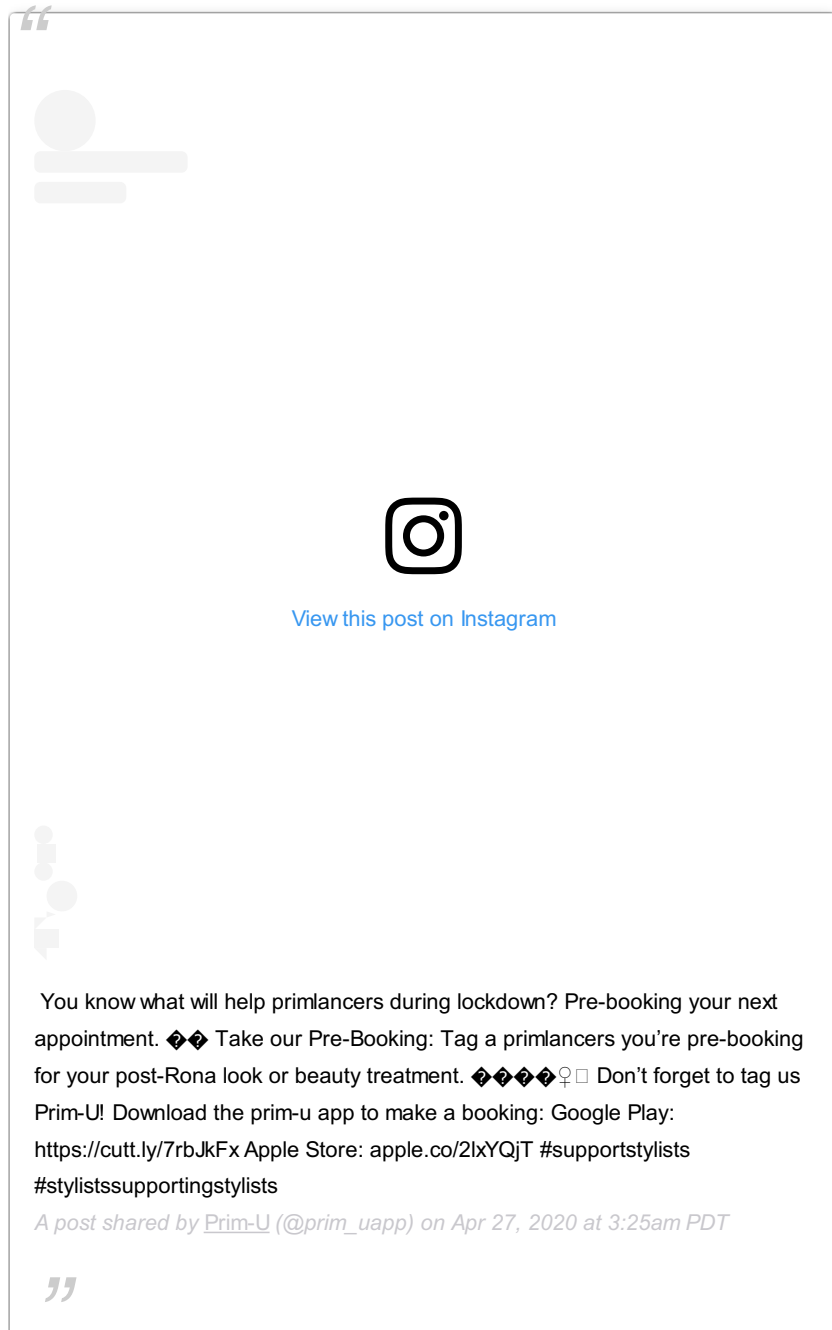 “
View this post on Instagram
You know what will help primlancers during lockdown? Pre-booking your next
appointment. �� Take our Pre-Booking: Tag a primlancers you’re pre-booking
for your post-Rona look or beauty treatment. ����♀□ Don’t forget to tag us
Prim-U! Download the prim-u app to make a booking: Google Play:
https://cutt.ly/7rbJkFx Apple Store: apple.co/2lxYQjT #supportstylists
#stylistssupportingstylists
A post shared by Prim-U (@prim_uapp) on Apr 27, 2020 at 3:25am PDT
”